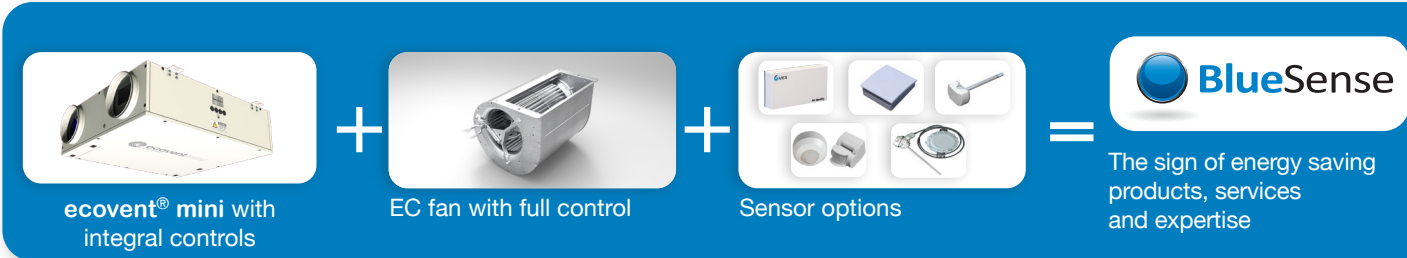 ecovent® mini with
integral controls
+
EC fan with full control
+
Sensor options
=
BlueSense
The sign of energy saving
products, services
and expertise